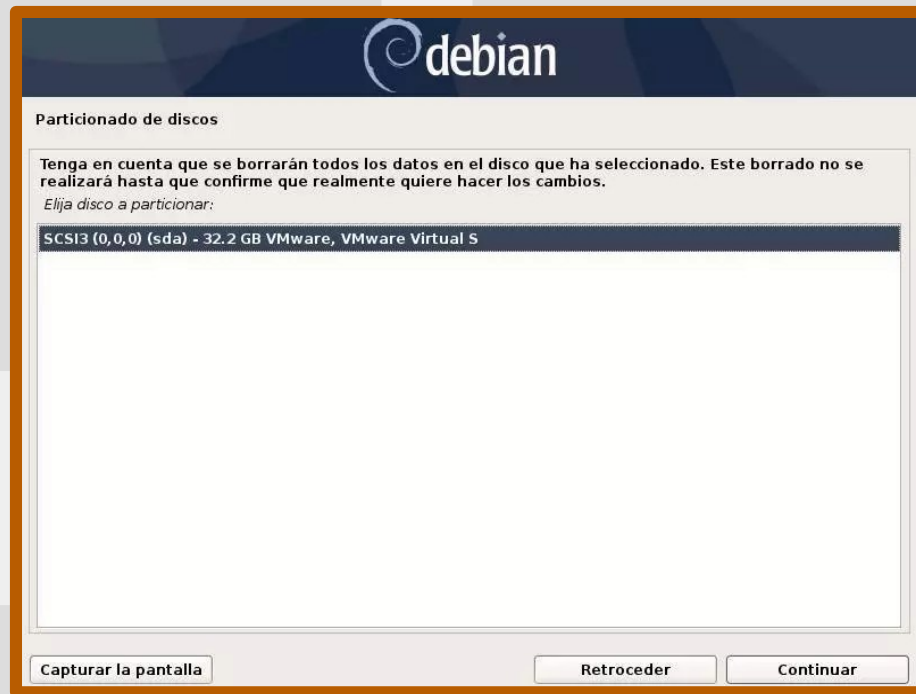 debian
Particionado de discos
Tenga en cuenta que se borrarán todos los datos en el disco que ha seleccionado. Este borrado no se
realizará hasta que confirme que realmente quiere hacer los cambios.
Elija disco a particionar:
SCSI3 (0,0,0) (sda) - 32.2 GB VMware, VMware Virtual S
Capturar la pantalla
Retroceder
Continuar